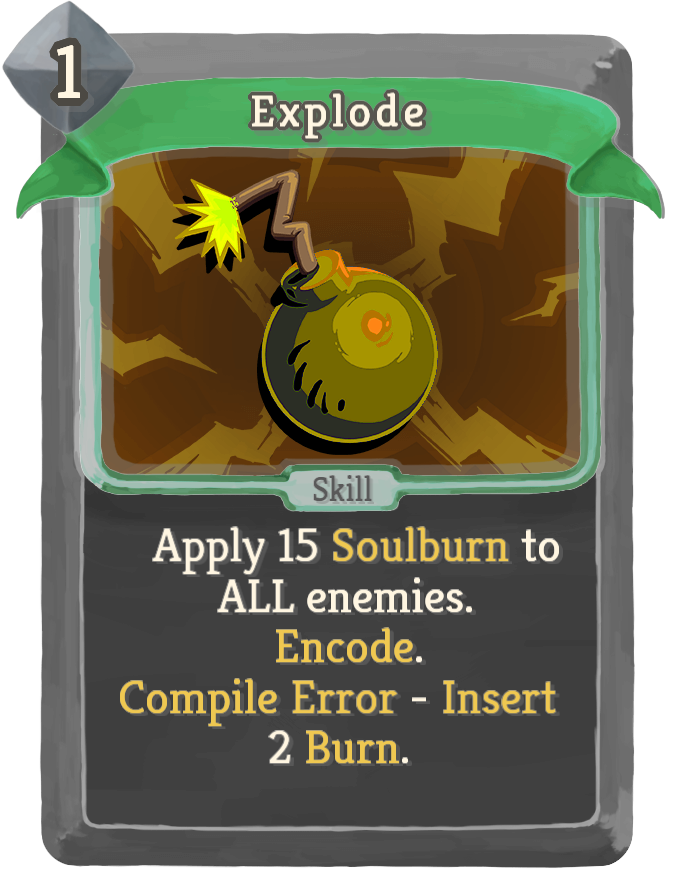 1
Explode
Skill
Apply 15 Soulburn to
ALL enemies.
Encode.
Compile Error - Insert
2 Burn.